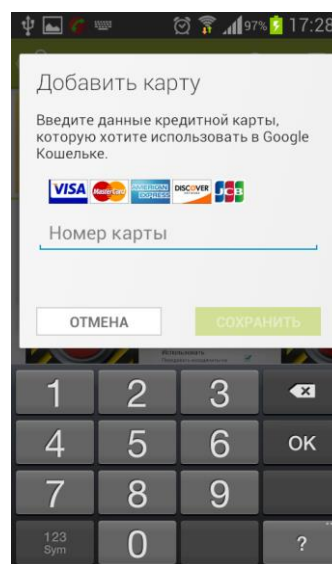 97% 17:28
Добавить карту
Введите данные кредитной карты,
которую хотите использовать в Google
Кошельке.
VISA MasterCard AMERICAN EXPRESS DISCOVER JCB
Номер карты
ОТМЕНА СОХРАНИТЬ
Использовать
1 2 3
4 5 6 OK
7 8 9
123
Sym 0 ?